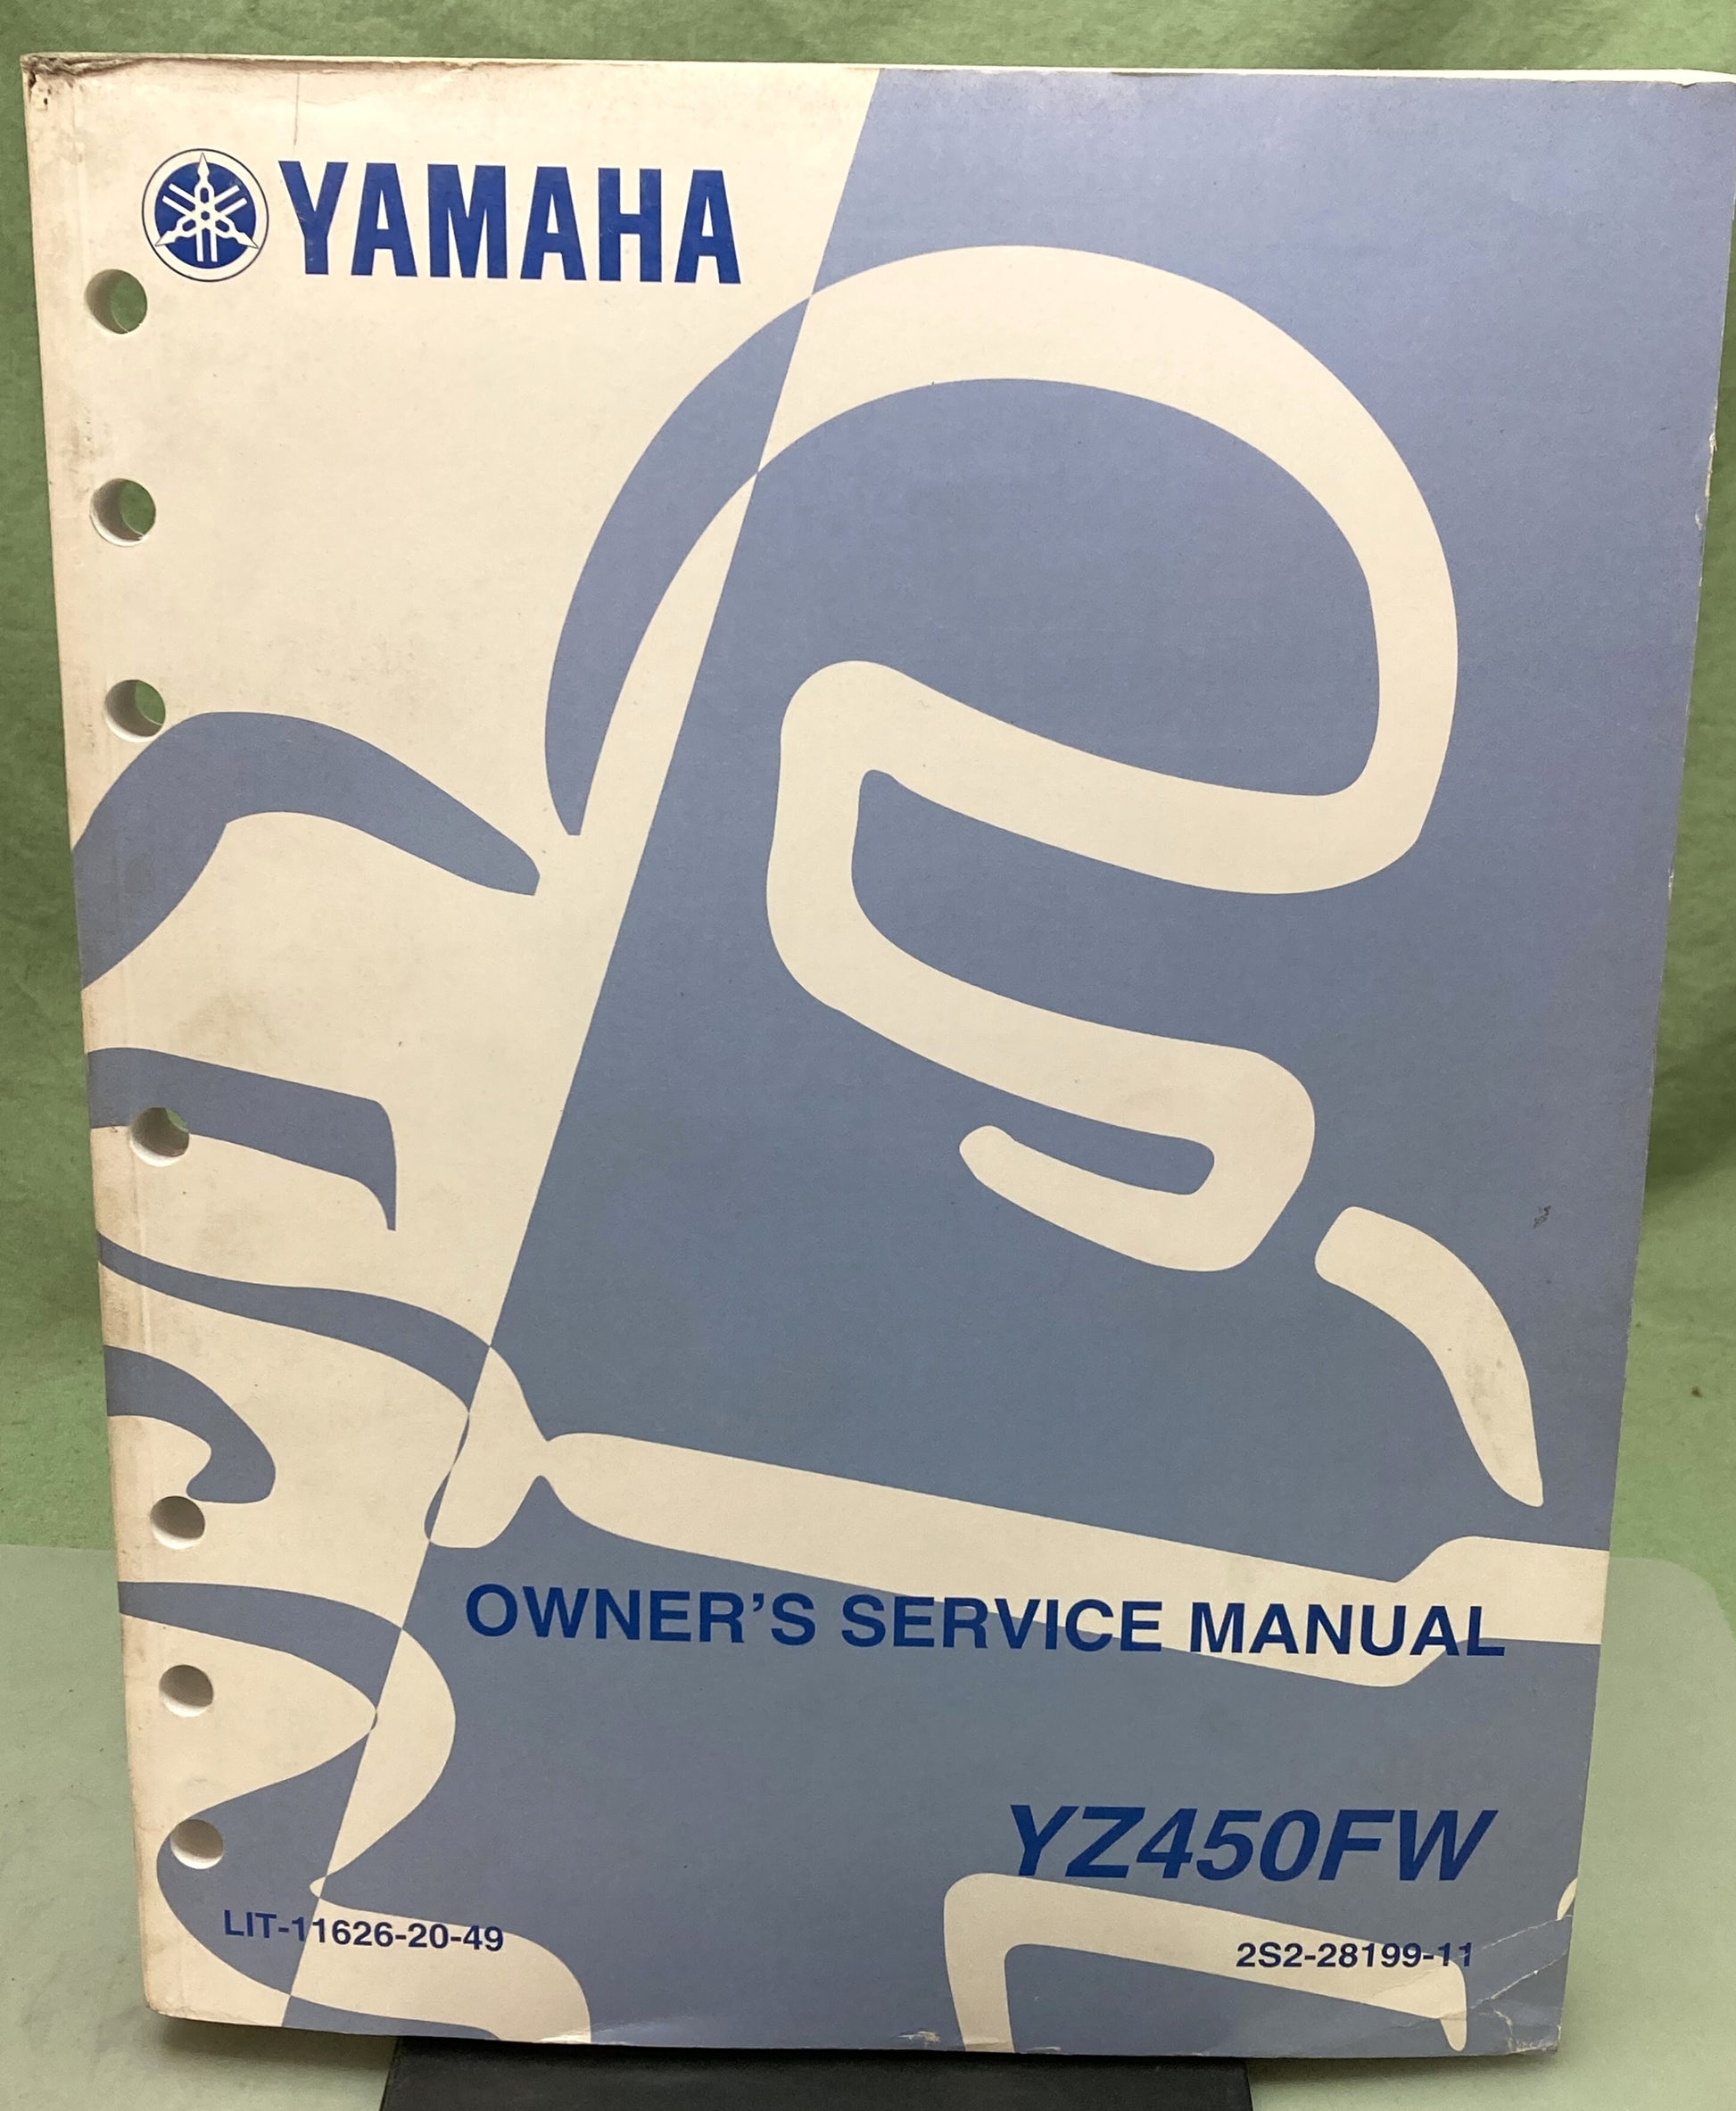 YAMAHA
OWNER'S SERVICE MANUAL
YZ450FW
LIT-11626-20-49
2S2-28199-11